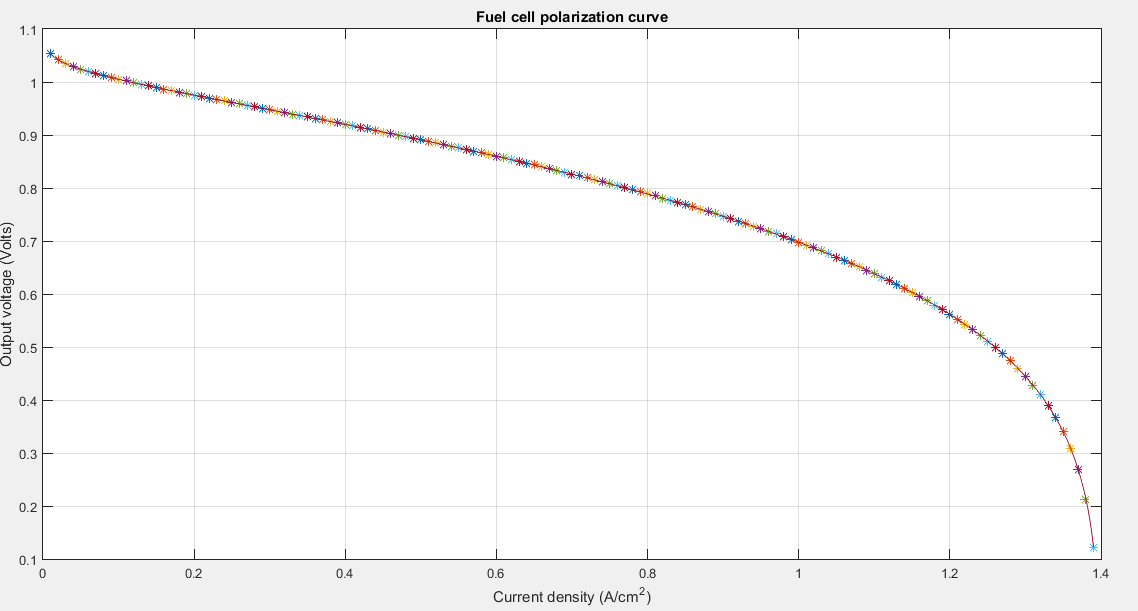 Fuel cell polarization curve
1.1
1
0.9
0.8
0.7
0.6
0.5
0.4
0.3
0.2
0.1
Output voltage (Volts)
0 0.2 0.4 0.6 0.8 1 1.2 1.4
Current density (A/cm²)